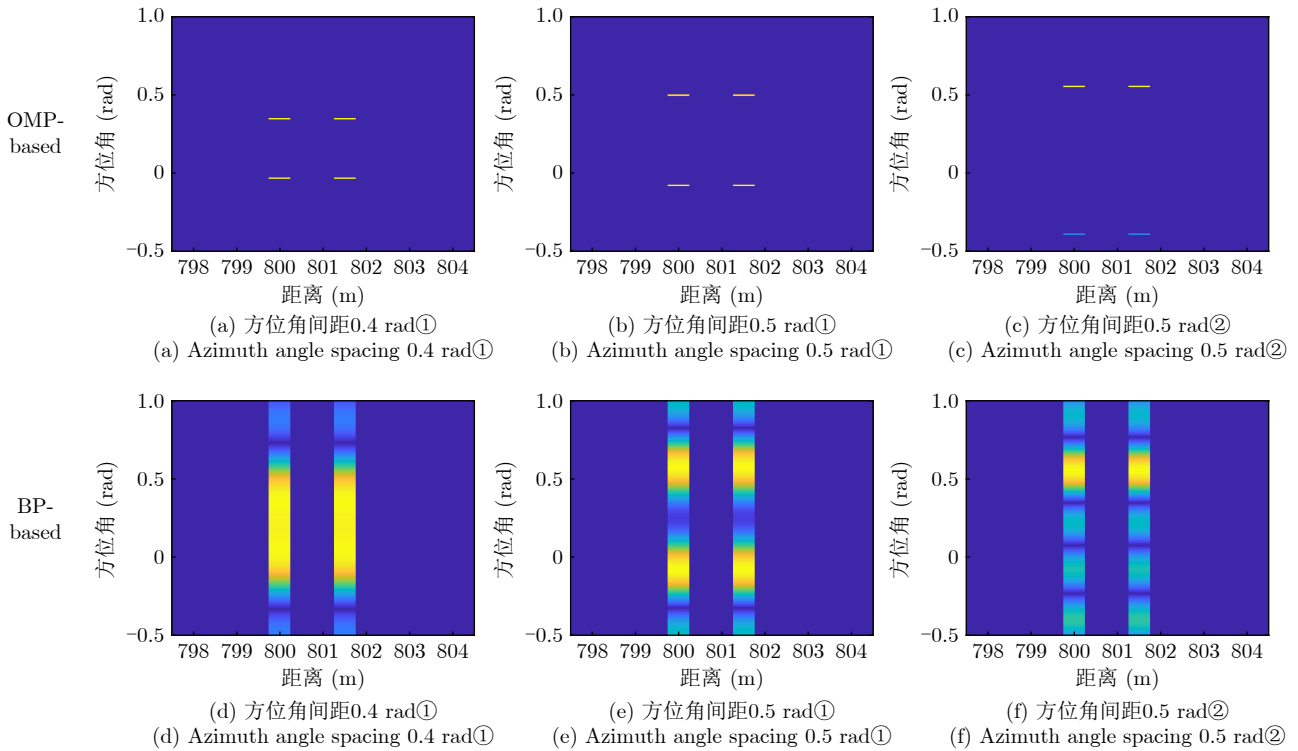 OMP-
based
方位角 (rad)
1.0
0.5
0
−0.5
798 799 800 801 802 803 804
距离 (m)
(a) 方位角间距0.4 rad①
(a) Azimuth angle spacing 0.4 rad①
方位角 (rad)
1.0
0.5
0
−0.5
798 799 800 801 802 803 804
距离 (m)
(b) 方位角间距0.5 rad①
(b) Azimuth angle spacing 0.5 rad①
方位角 (rad)
1.0
0.5
0
−0.5
798 799 800 801 802 803 804
距离 (m)
(c) 方位角间距0.5 rad②
(c) Azimuth angle spacing 0.5 rad②
BP-
based
方位角 (rad)
1.0
0.5
0
−0.5
798 799 800 801 802 803 804
距离 (m)
(d) 方位角间距0.4 rad①
(d) Azimuth angle spacing 0.4 rad①
方位角 (rad)
1.0
0.5
0
−0.5
798 799 800 801 802 803 804
距离 (m)
(e) 方位角间距0.5 rad①
(e) Azimuth angle spacing 0.5 rad①
方位角 (rad)
1.0
0.5
0
−0.5
798 799 800 801 802 803 804
距离 (m)
(f) 方位角间距0.5 rad②
(f) Azimuth angle spacing 0.5 rad②